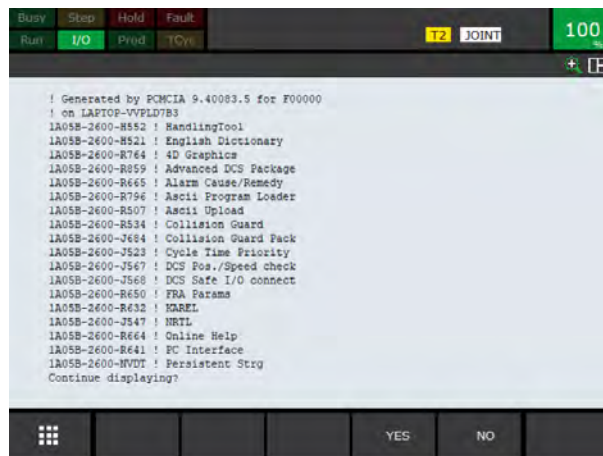 Busy Step Hold Fault
Run I/O Prod TCyc
T2 JOINT
100
%
! Generated by PCMCIA 9.40083.5 for F00000
! on LAPTOP-VVPLD7B3
1A05B-2600-H552 ! HandlingTool
1A05B-2600-H521 ! English Dictionary
1A05B-2600-R764 ! 4D Graphics
1A05B-2600-R859 ! Advanced DCS Package
1A05B-2600-R665 ! Alarm Cause/Remedy
1A05B-2600-R796 ! Ascii Program Loader
1A05B-2600-R507 ! Ascii Upload
1A05B-2600-R534 ! Collision Guard
1A05B-2600-J684 ! Collision Guard Pack
1A05B-2600-J523 ! Cycle Time Priority
1A05B-2600-J567 ! DCS Pos./Speed check
1A05B-2600-J568 ! DCS Safe I/O connect
1A05B-2600-R650 ! FRA Params
1A05B-2600-R632 ! KAREL
1A05B-2600-J547 ! NRTL
1A05B-2600-R664 ! Online Help
1A05B-2600-R641 ! PC Interface
1A05B-2600-NVDT ! Persistent Strg
Continue displaying?
YES NO